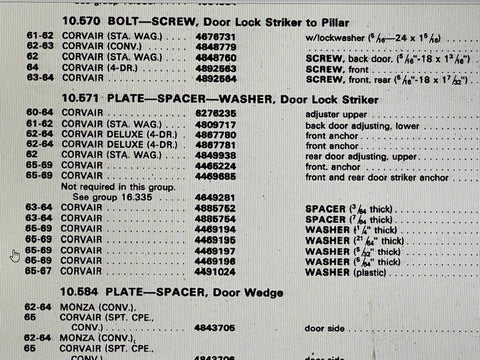 10.570 BOLT—SCREW, Door Lock Striker to Pillar
61-62 CORVAIR (STA. WAG.) . . . . 4676731 w/lockwasher (5/16—24 x 15/16)
62-63 CORVAIR (CONV.) . . . . 4848779
62 CORVAIR (STA. WAG.) . . . . 4848760 SCREW, back door, (5/16"-18 x 13/16")
64 CORVAIR (4-DR.) . . . . 4892563 SCREW, front
63-64 CORVAIR . . . . 4892564 SCREW, front, rear (5/16"-18 x 1 7/32")
10.571 PLATE—SPACER—WASHER, Door Lock Striker
60-64 CORVAIR . . . . 6276235 adjuster upper
61-62 CORVAIR (STA. WAG.) . . . . 4809717 back door adjusting, lower
62-64 CORVAIR DELUXE (4-DR.) . . . . 4867780 front anchor
62-64 CORVAIR DELUXE (4-DR.) . . . . 4867781 front anchor
62 CORVAIR (STA. WAG.) . . . . 4849938 rear door adjusting, upper
65-69 CORVAIR . . . . 4465224 front anchor
65-69 CORVAIR . . . . 4469685 front and rear door striker anchor
Not required in this group.
See group 16.335 . . . . 4649281
63-64 CORVAIR . . . . 4885752 SPACER (3/64 thick)
63-64 CORVAIR . . . . 4885754 SPACER (7/64 thick)
65-69 CORVAIR . . . . 4469194 WASHER (1/4" thick)
65-69 CORVAIR . . . . 4469195 WASHER (21/64" thick)
65-69 CORVAIR . . . . 4469197 WASHER (5/32" thick)
65-69 CORVAIR . . . . 4469196 WASHER (5/64" thick)
65-67 CORVAIR . . . . 4491024 WASHER (plastic)
10.584 PLATE—SPACER, Door Wedge
62-64 MONZA (CONV.),
65 CORVAIR (SPT. CPE.,
CONV.) . . . . 4843705 door side
62-64 MONZA (CONV.),
65 CORVAIR (SPT. CPE.,
CONV.)